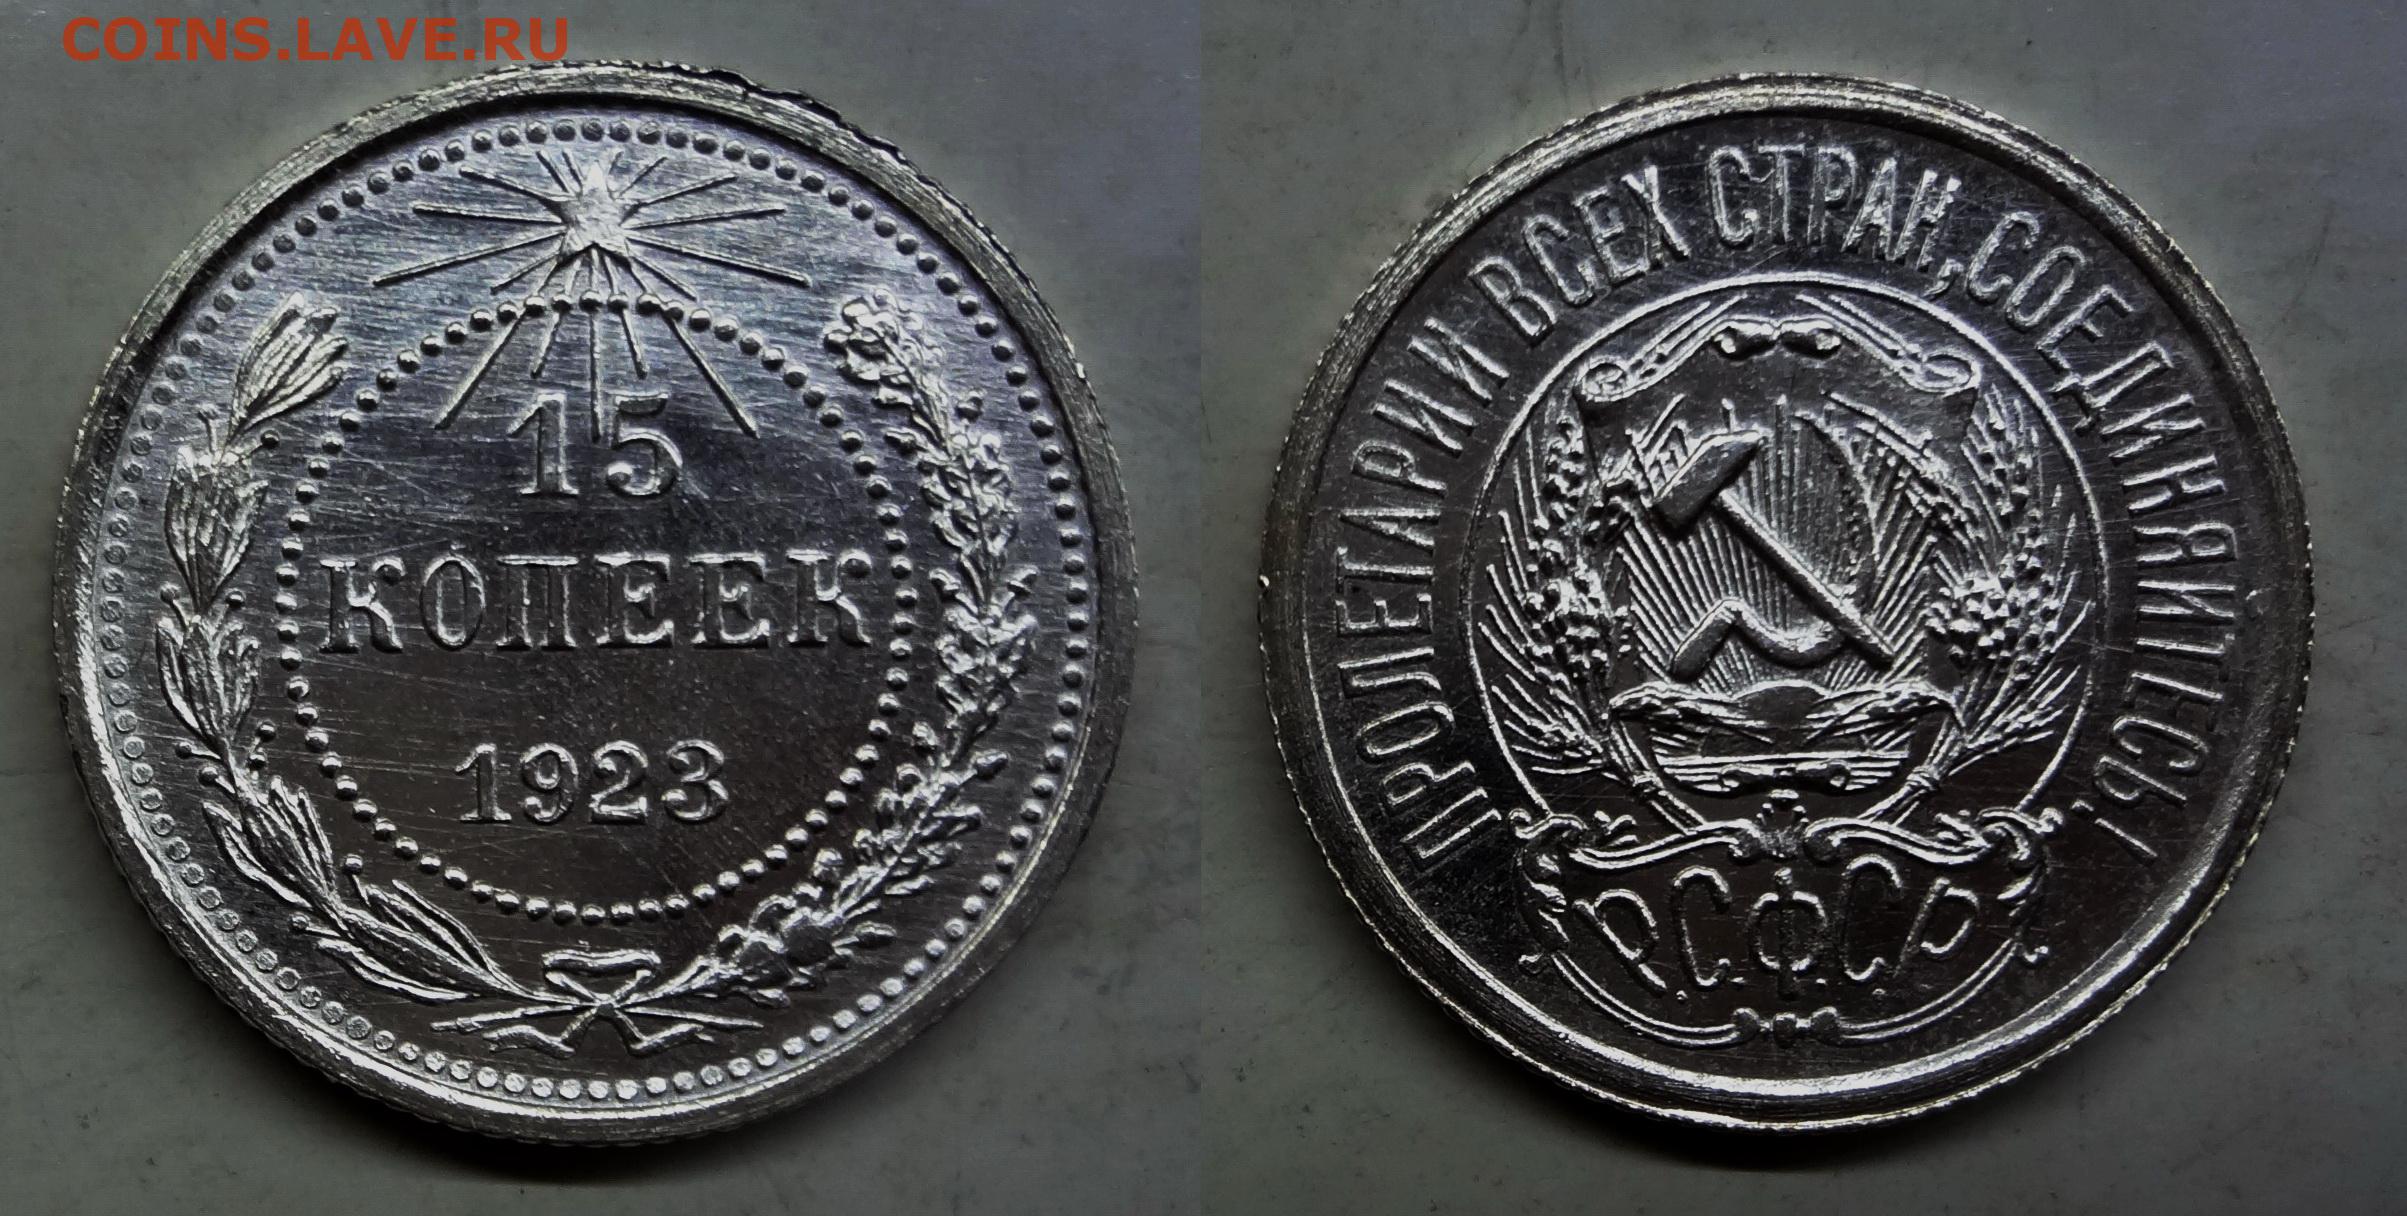 COINS.LAVE.RU
15
КОПЕЕК
1923
ПРОЛЕТАРИИ ВСЕХ СТРАН, СОЕДИНЯЙТЕСЬ!
Р.С.Ф.С.Р.